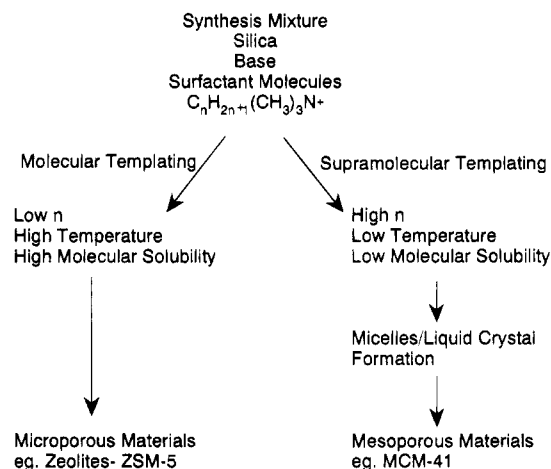 Synthesis Mixture
Silica
Base
Surfactant Molecules
CnH2n+1(CH3)3N+
Molecular Templating
Supramolecular Templating
Low n
High Temperature
High Molecular Solubility
High n
Low Temperature
Low Molecular Solubility
Micelles/Liquid Crystal
Formation
Microporous Materials
eg. Zeolites- ZSM-5
Mesoporous Materials
eg. MCM-41